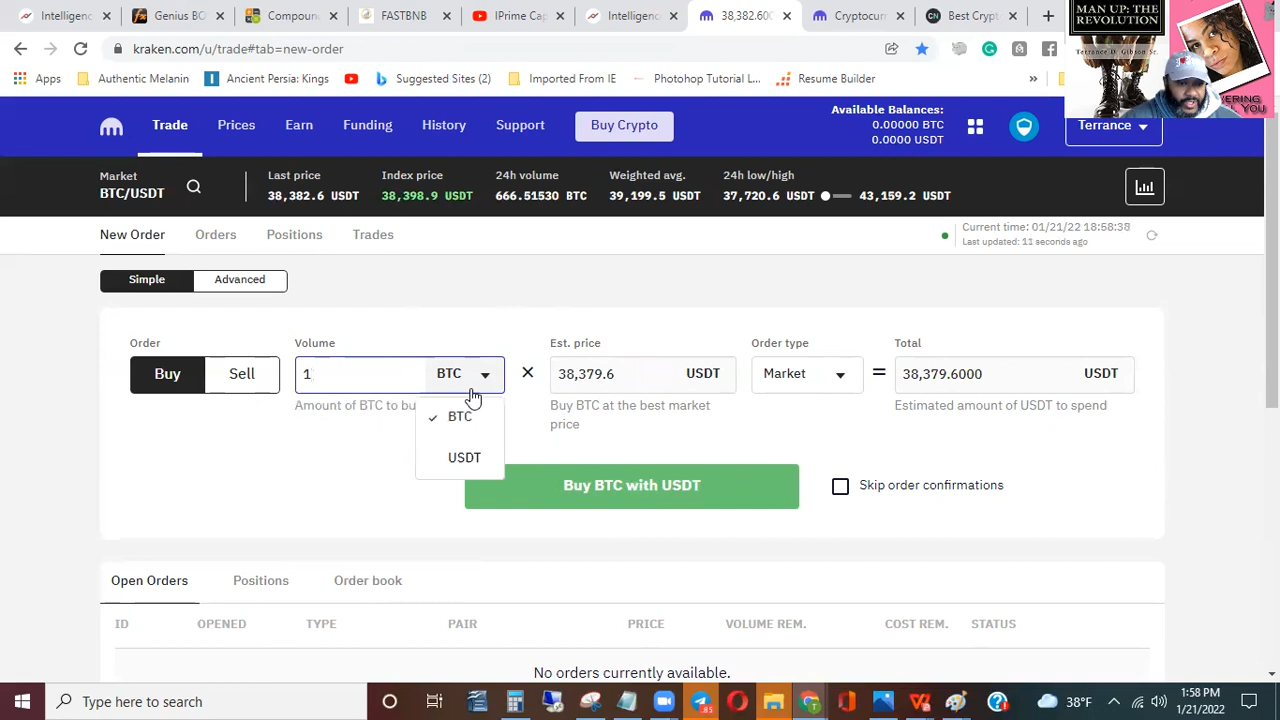 Intelligence
Genius BO
Compoun
FASTBNB
IPrime Cap
Intelligenc
38,382.600
Cryptocurr
Best Crypt
kraken.com/u/trade#tab=new-order
Apps
Authentic Melanin
Ancient Persian: Kings
Suggested Sites (2)
Imported From IE
Photohop Tutorial L...
Resume Builder
MAN UP: THE
REVOLUTION
Terrance D. Gibson Sr.
Trade
Prices
Earn
Funding
History
Support
Buy Crypto
Available Balances:
0.00000 BTC
0.0000 USDT
Terrance
Market
BTC/USDT
Last price
38,382.6 USDT
Index price
38,398.9 USDT
24h volume
666.51530 BTC
Weighted avg.
39,199.5 USDT
24h low/high
37,720.6 USDT
43,159.2 USDT
New Order
Orders
Positions
Trades
Current time: 01/21/22 18:58:38
Last updated: 11 seconds ago
Simple
Advanced
Order
Volume
Est. price
Order type
Total
Buy
Sell
1
BTC
×
38,379.6
USDT
Market
=
38,379.6000
USDT
Amount of BTC to bu
Buy BTC at the best market
price
Estimated amount of USDT to spend
BTC
USDT
Buy BTC with USDT
Skip order confirmations
Open Orders
Positions
Order book
ID
OPENED
TYPE
PAIR
PRICE
VOLUME REM.
COST REM.
STATUS
No orders currently available.
Type here to search
38°F
1:58 PM
1/21/2022